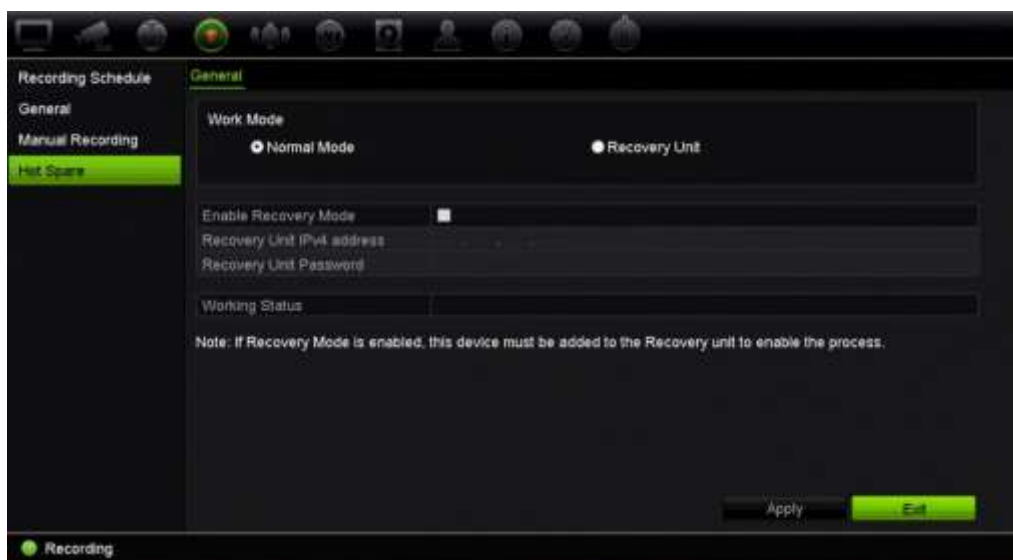 Recording Schedule
General
Manual Recording
Hot Spare
General
Work Mode
Normal Mode
Recovery Unit
Enable Recovery Mode
Recovery Unit IPv4 address
Recovery Unit Password
Working Status
Note: If Recovery Mode is enabled, this device must be added to the Recovery unit to enable the process.
Apply
Exit
Recording